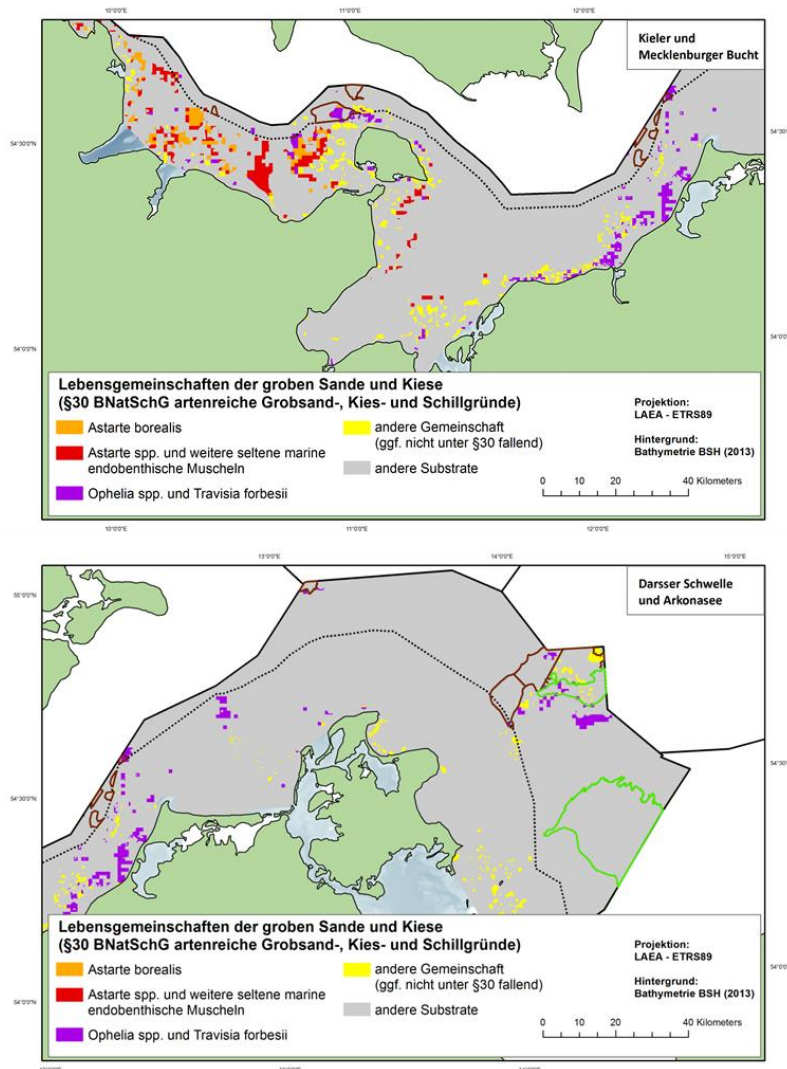 10°0'0"E
11°0'0"E
12°0'0"E
Kieler und
Mecklenburger Bucht
54°30'0"N
54°30'0"N
54°0'0"N
54°0'0"N
Lebensgemeinschaften der groben Sande und Kiese
(§30 BNatSchG artenreiche Grobsand-, Kies- und Schillgründe)
Astarte borealis
Astarte spp. und weitere seltene marine
endobenthische Muscheln
Ophelia spp. und Travisia forbesii
andere Gemeinschaft
(ggf. nicht unter §30 fallend)
andere Substrate
Projektion:
LAEA - ETRS89
Hintergrund:
Bathymetrie BSH (2013)
0 10 20 40 Kilometers
10°0'0"E
11°0'0"E
12°0'0"E
13°0'0"E
14°0'0"E
15°0'0"E
Darsser Schwelle
und Arkonasee
55°0'0"N
54°30'0"N
54°30'0"N
54°0'0"N
54°0'0"N
Lebensgemeinschaften der groben Sande und Kiese
(§30 BNatSchG artenreiche Grobsand-, Kies- und Schillgründe)
Astarte borealis
Astarte spp. und weitere seltene marine
endobenthische Muscheln
Ophelia spp. und Travisia forbesii
andere Gemeinschaft
(ggf. nicht unter §30 fallend)
andere Substrate
Projektion:
LAEA - ETRS89
Hintergrund:
Bathymetrie BSH (2013)
0 10 20 40 Kilometers